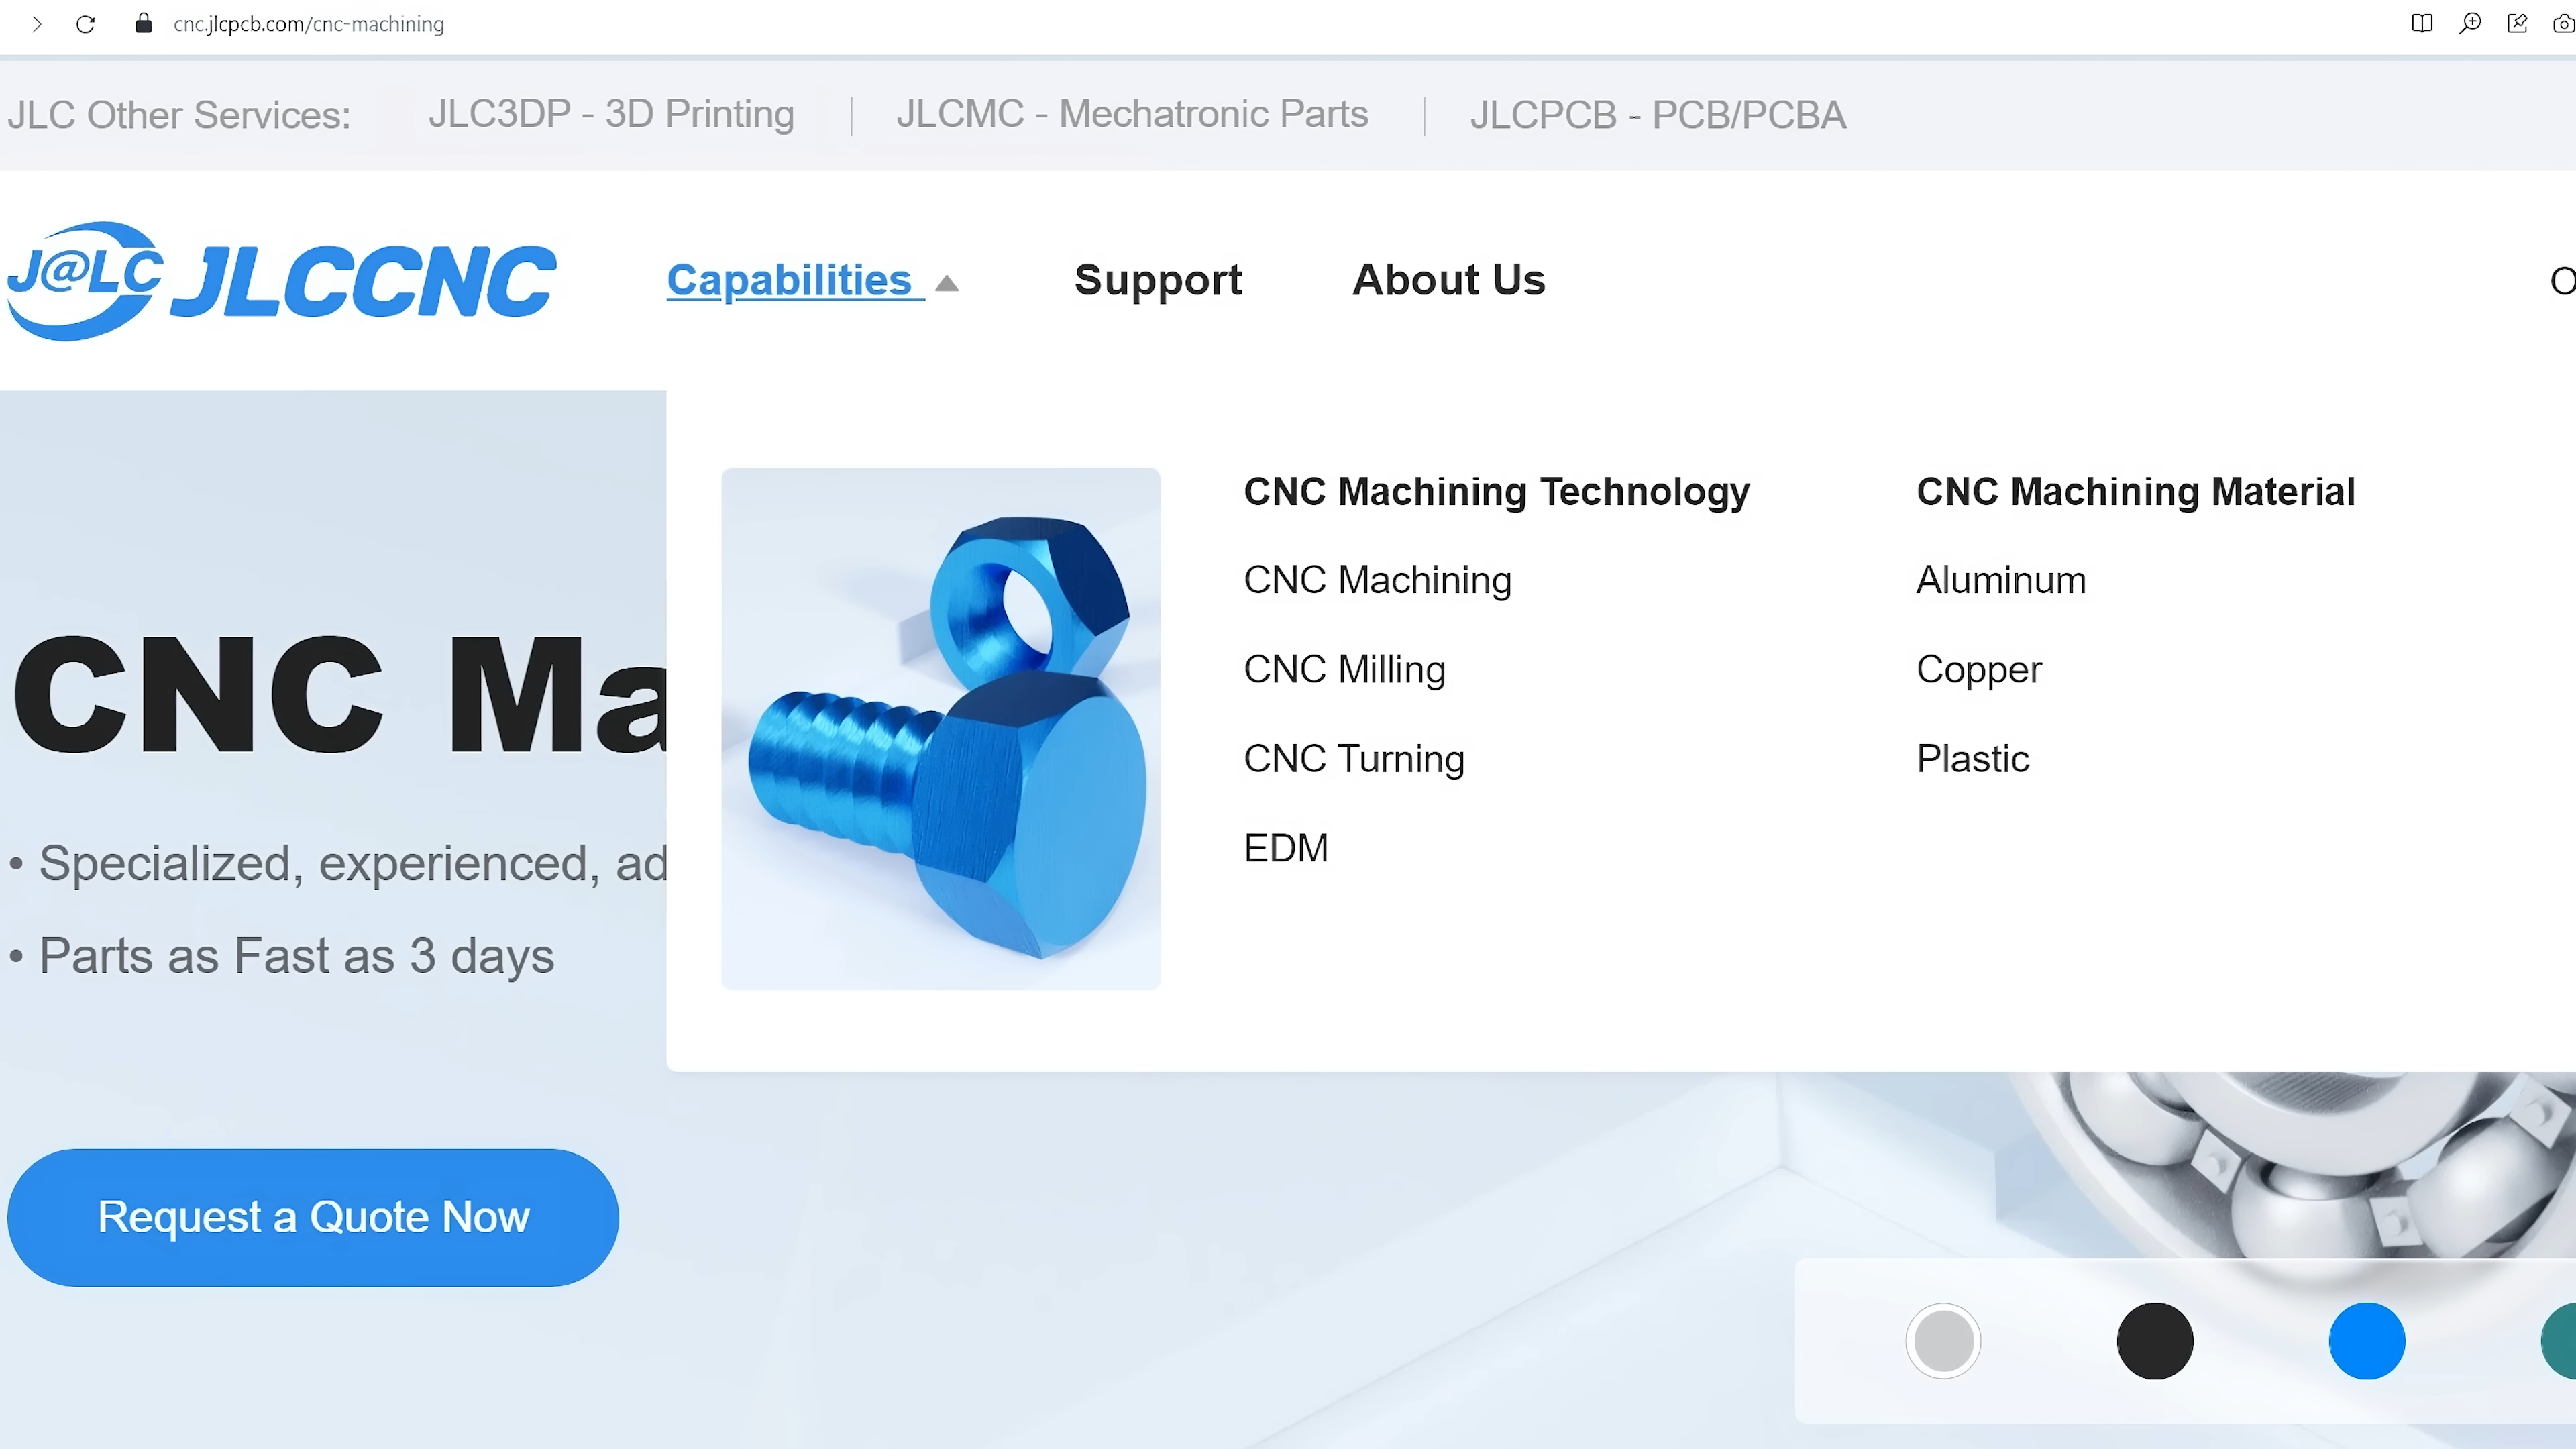 cnc.jlcpcb.com/cnc-machining
JLC Other Services: JLC3DP - 3D Printing JLCMC - Mechatronic Parts JLCPCB - PCB/PCBA
J@LC JLCCNC Capabilities Support About Us
CNC Machining Technology
CNC Machining
CNC Milling
CNC Turning
EDM
CNC Machining Material
Aluminum
Copper
Plastic
CNC Ma
• Specialized, experienced, ad
• Parts as Fast as 3 days
Request a Quote Now